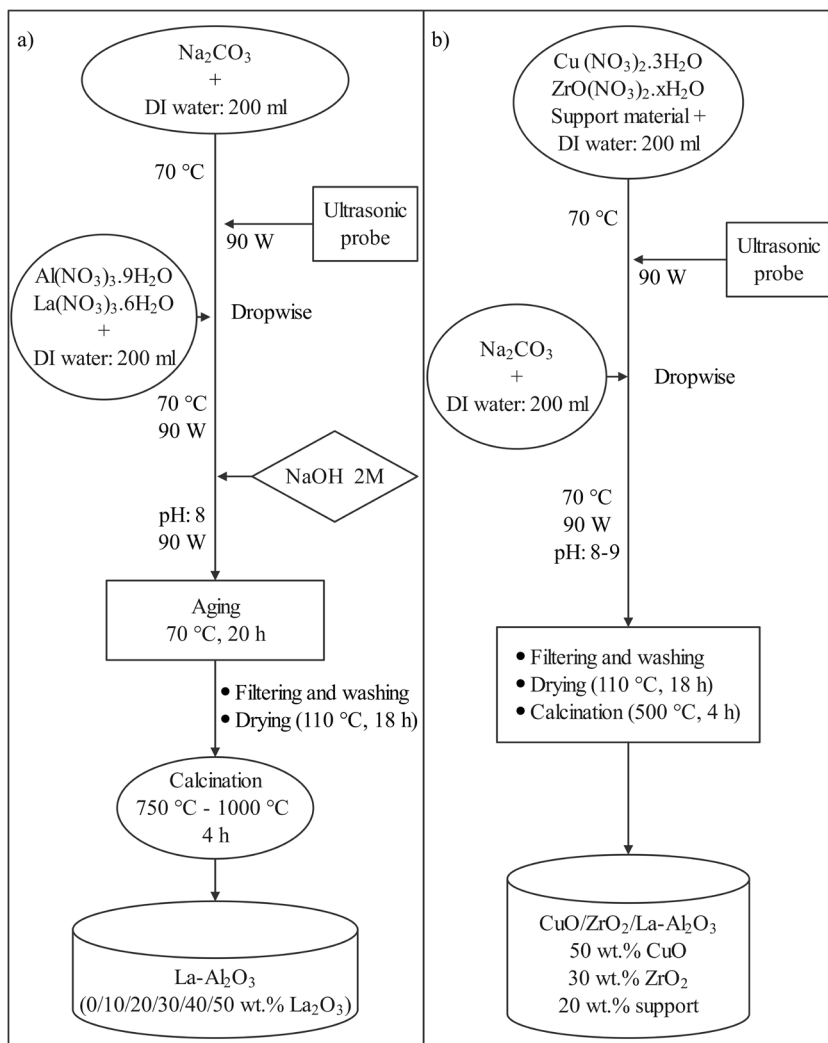 a)
Na₂CO₃
+
DI water: 200 ml
70 °C
Ultrasonic
probe
90 W
Al(NO₃)₃.9H₂O
La(NO₃)₃.6H₂O
+
DI water: 200 ml
Dropwise
70 °C
90 W
NaOH 2M
pH: 8
90 W
Aging
70 °C, 20 h
• Filtering and washing
• Drying (110 °C, 18 h)
Calcination
750 °C - 1000 °C
4 h
La-Al₂O₃
(0/10/20/30/40/50 wt.% La₂O₃)
b)
Cu (NO₃)₂.3H₂O
ZrO(NO₃)₂.xH₂O
Support material +
DI water: 200 ml
70 °C
Ultrasonic
probe
90 W
Na₂CO₃
+
DI water: 200 ml
Dropwise
70 °C
90 W
pH: 8-9
• Filtering and washing
• Drying (110 °C, 18 h)
• Calcination (500 °C, 4 h)
CuO/ZrO₂/La-Al₂O₃
50 wt.% CuO
30 wt.% ZrO₂
20 wt.% support